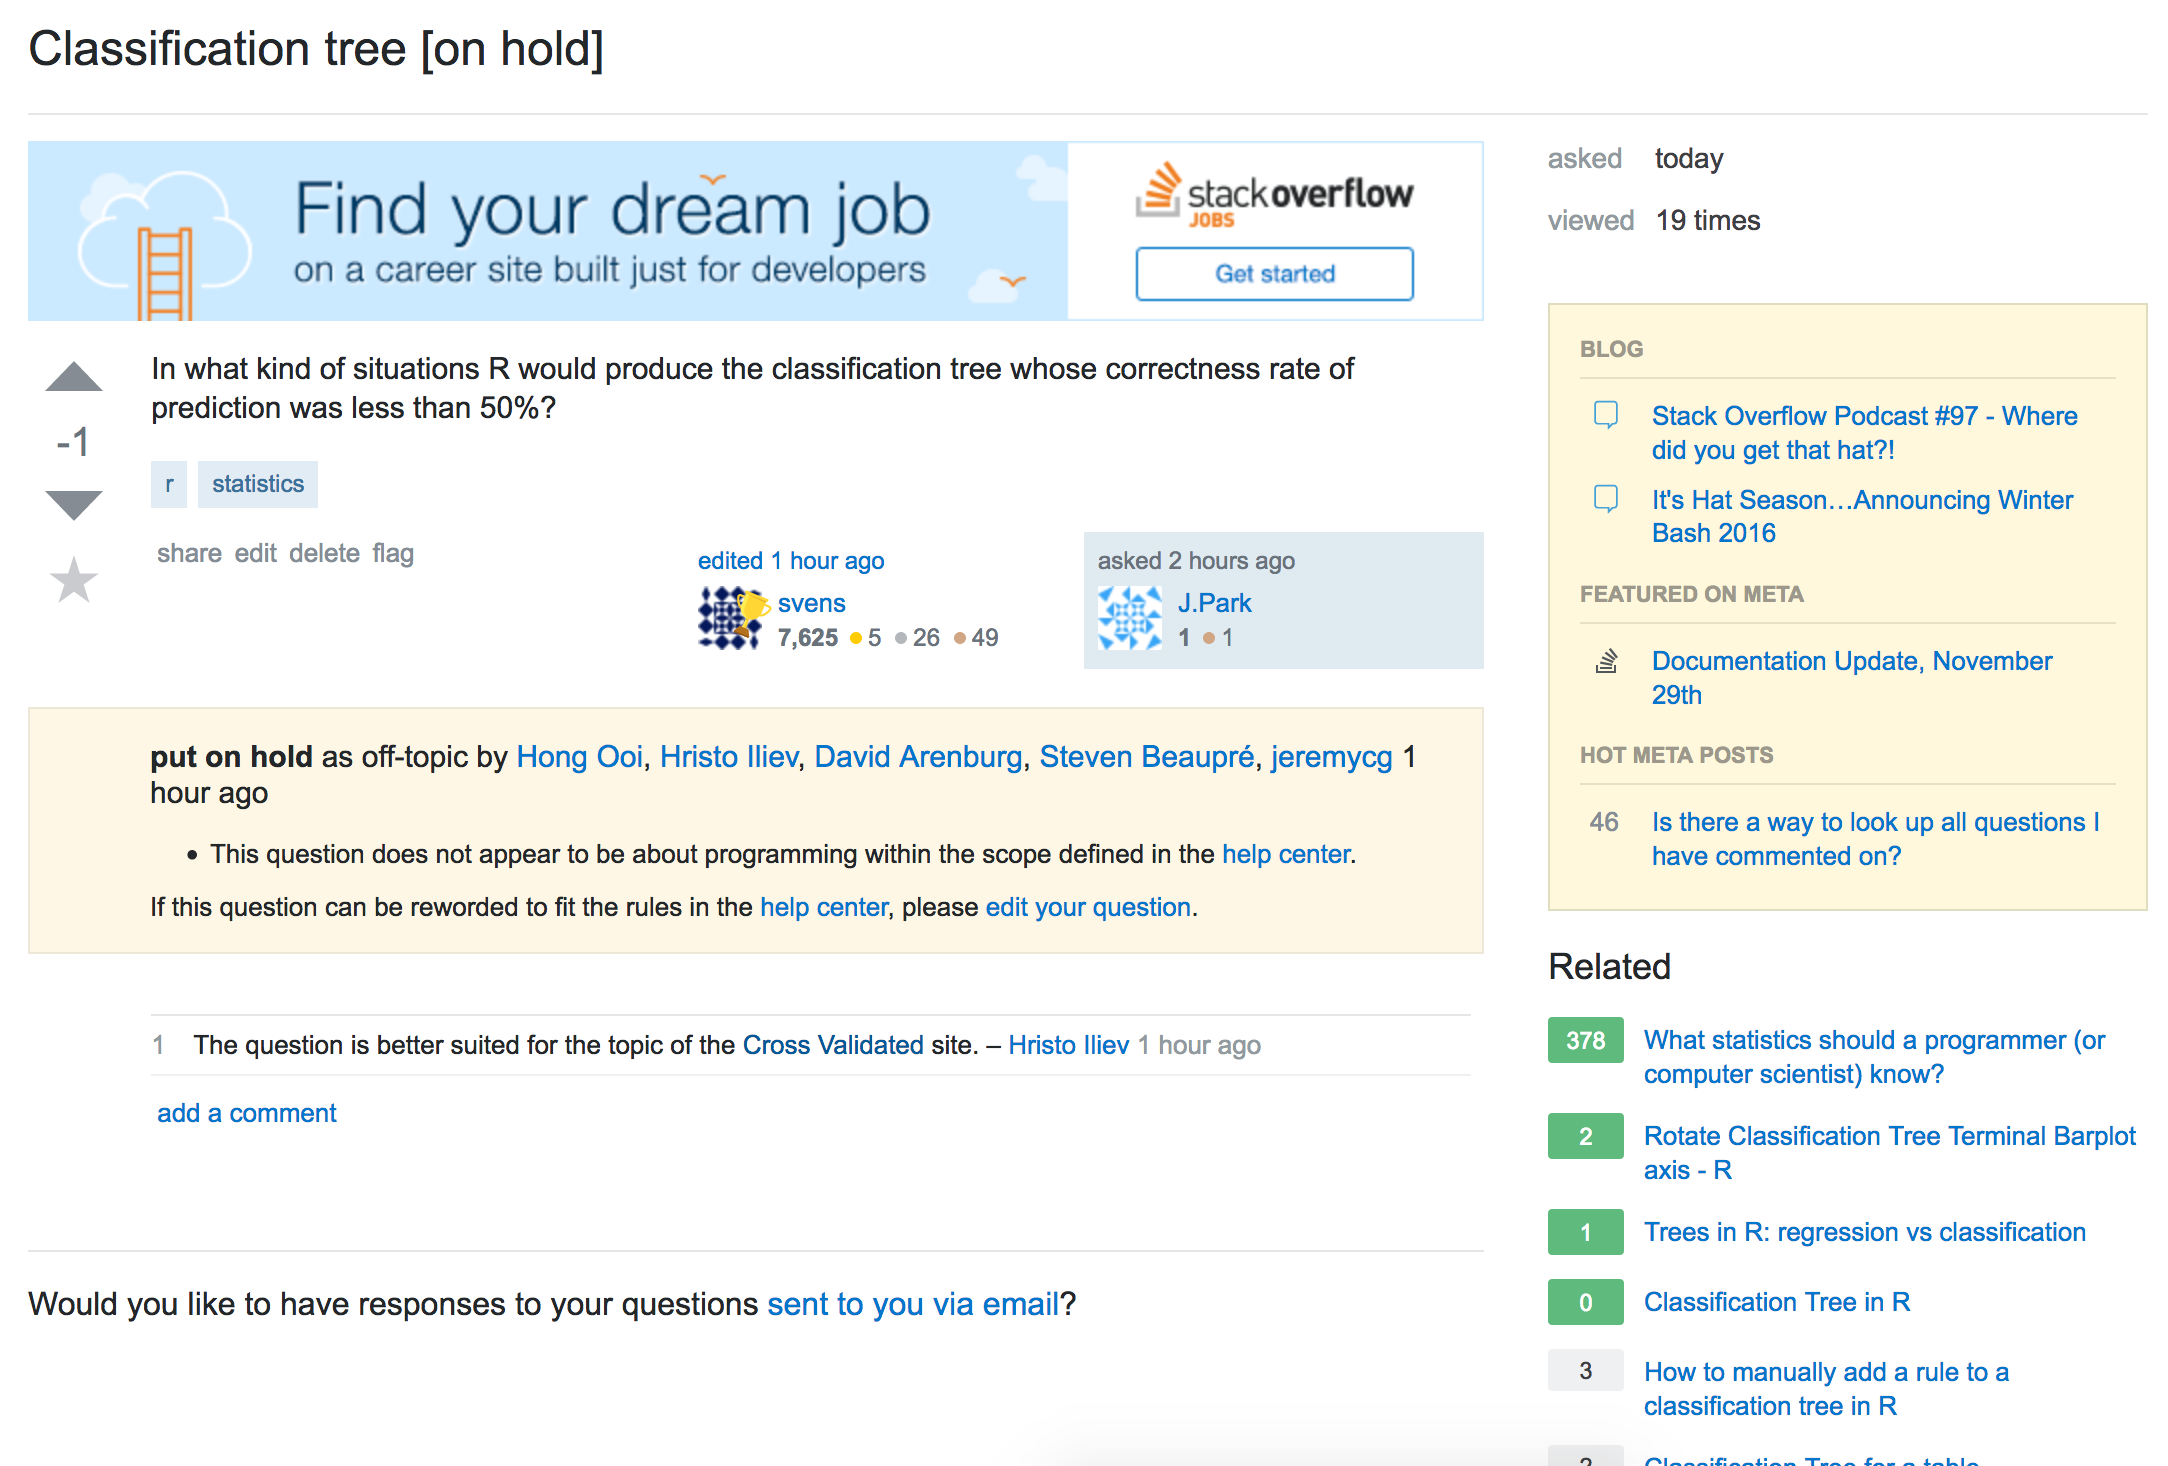 Classification tree [on hold]
Find your dream job
on a career site built just for developers
stackoverflow
JOBS
Get started
In what kind of situations R would produce the classification tree whose correctness rate of
prediction was less than 50%?
-1
r statistics
share edit delete flag
edited 1 hour ago
svens
7,625 5 26 49
asked 2 hours ago
J.Park
1 1
put on hold as off-topic by Hong Ooi, Hristo Iliev, David Arenburg, Steven Beaupré, jeremycg 1
hour ago
• This question does not appear to be about programming within the scope defined in the help center.
If this question can be reworded to fit the rules in the help center, please edit your question.
1 The question is better suited for the topic of the Cross Validated site. – Hristo Iliev 1 hour ago
add a comment
Would you like to have responses to your questions sent to you via email?
asked today
viewed 19 times
BLOG
Stack Overflow Podcast #97 - Where
did you get that hat?!
It's Hat Season…Announcing Winter
Bash 2016
FEATURED ON META
Documentation Update, November
29th
HOT META POSTS
46 Is there a way to look up all questions I
have commented on?
Related
378 What statistics should a programmer (or
computer scientist) know?
2 Rotate Classification Tree Terminal Barplot
axis - R
1 Trees in R: regression vs classification
0 Classification Tree in R
3 How to manually add a rule to a
classification tree in R
2 Classification Tree for a table